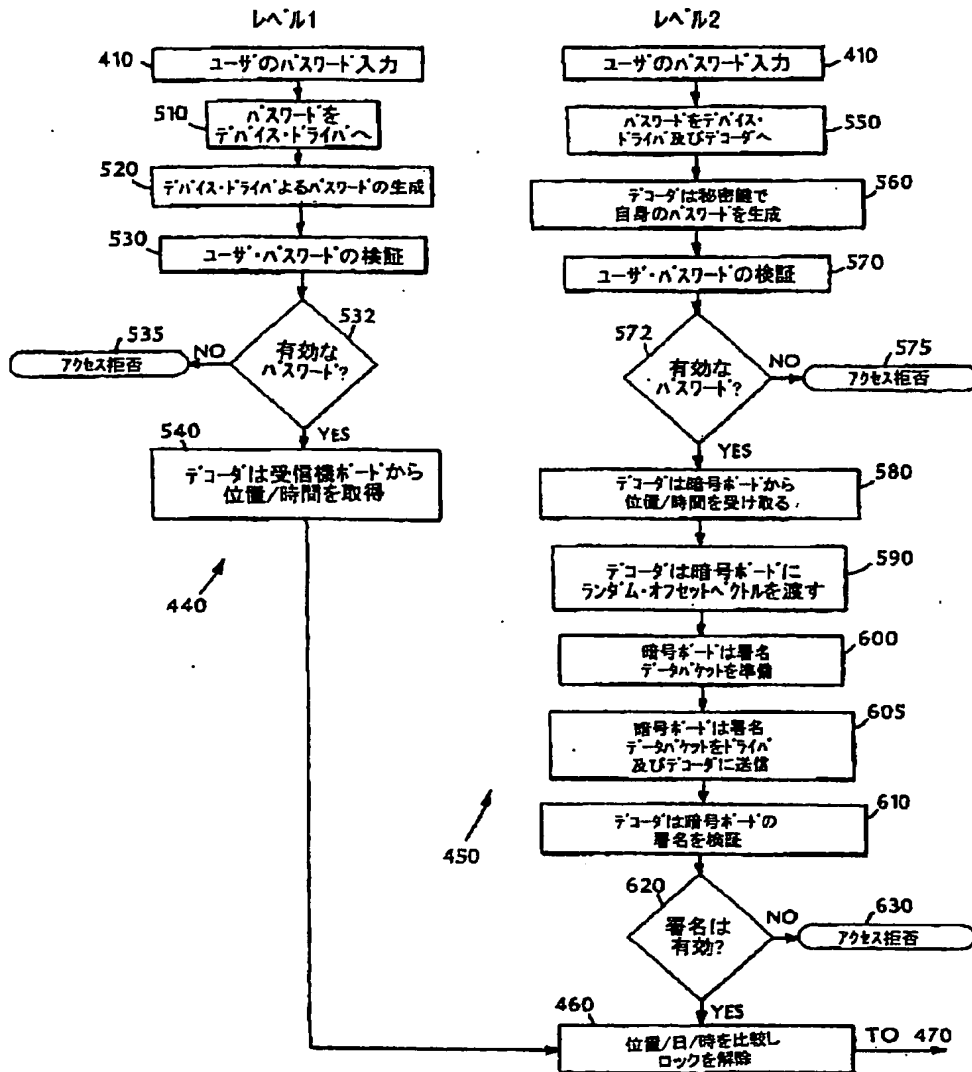 レベル1
410
ユーザのパスワード入力
510
パスワードを
デバイス・ドライバへ
520
デバイス・ドライバよるパスワードの生成
530
ユーザ・パスワードの検証
532
有効な
パスワード?
535
NO
アクセス拒否
YES
540
デコーダは受信機ボードから
位置/時間を取得
440
レベル2
410
ユーザのパスワード入力
550
パスワードをデバイス・
ドライバ及びデコーダへ
560
デコーダは秘密鍵で
自身のパスワードを生成
570
ユーザ・パスワードの検証
572
有効な
パスワード?
NO
575
アクセス拒否
YES
580
デコーダは暗号ボードから
位置/時間を受け取る
590
デコーダは暗号ボードに
ランダム・オフセットベクトルを渡す
600
暗号ボードは署名
データパケットを準備
605
暗号ボードは署名
データパケットをドライバ
及びデコーダに送信
450
610
デコーダは暗号ボードの
署名を検証
620
署名は
有効?
NO
630
アクセス拒否
YES
460
位置/日/時を比較し
ロックを解除
TO 470